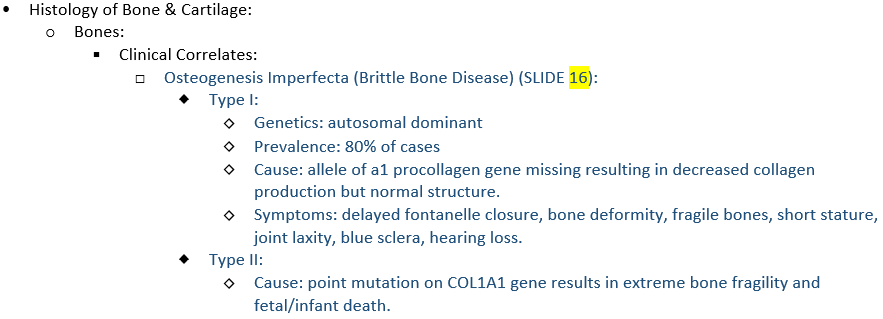 • Histology of Bone & Cartilage:
o Bones:
▪ Clinical Correlates:
□ Osteogenesis Imperfecta (Brittle Bone Disease) (SLIDE 16):
◆ Type I:
◇ Genetics: autosomal dominant
◇ Prevalence: 80% of cases
◇ Cause: allele of a1 procollagen gene missing resulting in decreased collagen
production but normal structure.
◇ Symptoms: delayed fontanelle closure, bone deformity, fragile bones, short stature,
joint laxity, blue sclera, hearing loss.
◆ Type II:
◇ Cause: point mutation on COL1A1 gene results in extreme bone fragility and
fetal/infant death.